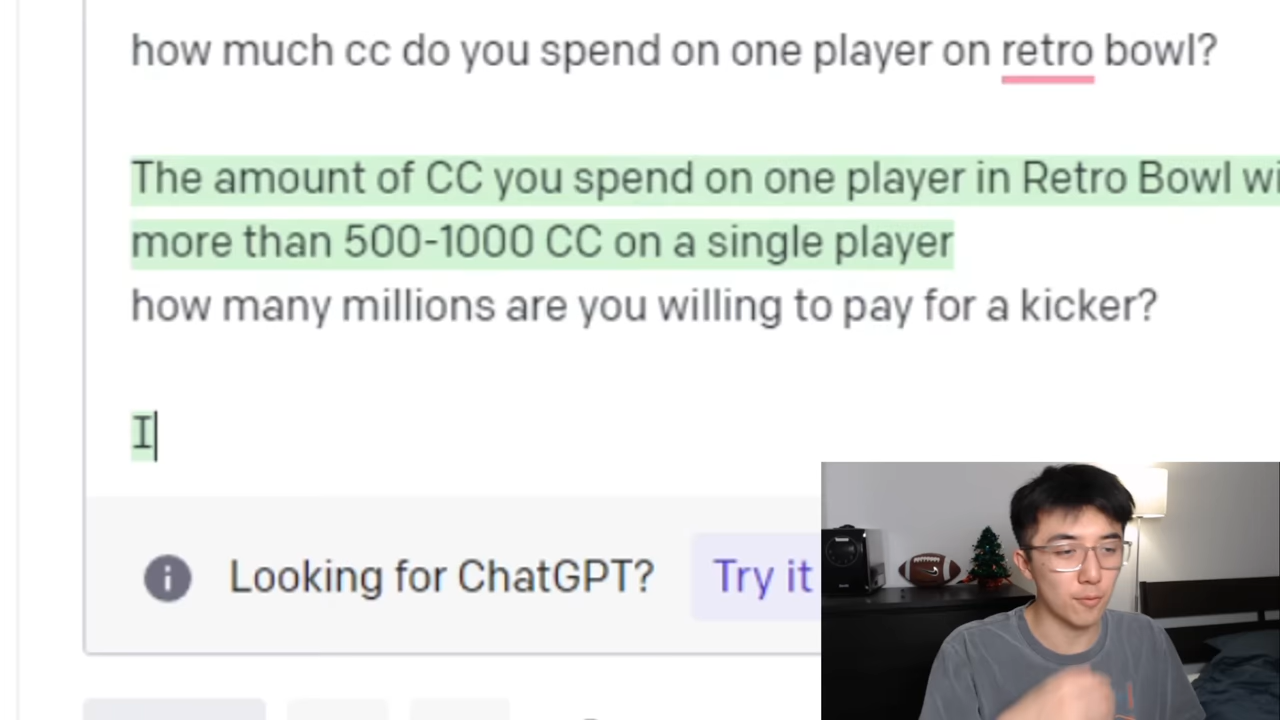 how much cc do you spend on one player on retro bowl?
The amount of CC you spend on one player in Retro Bowl
more than 500-1000 CC on a single player
how many millions are you willing to pay for a kicker?
I
Looking for ChatGPT? Try it